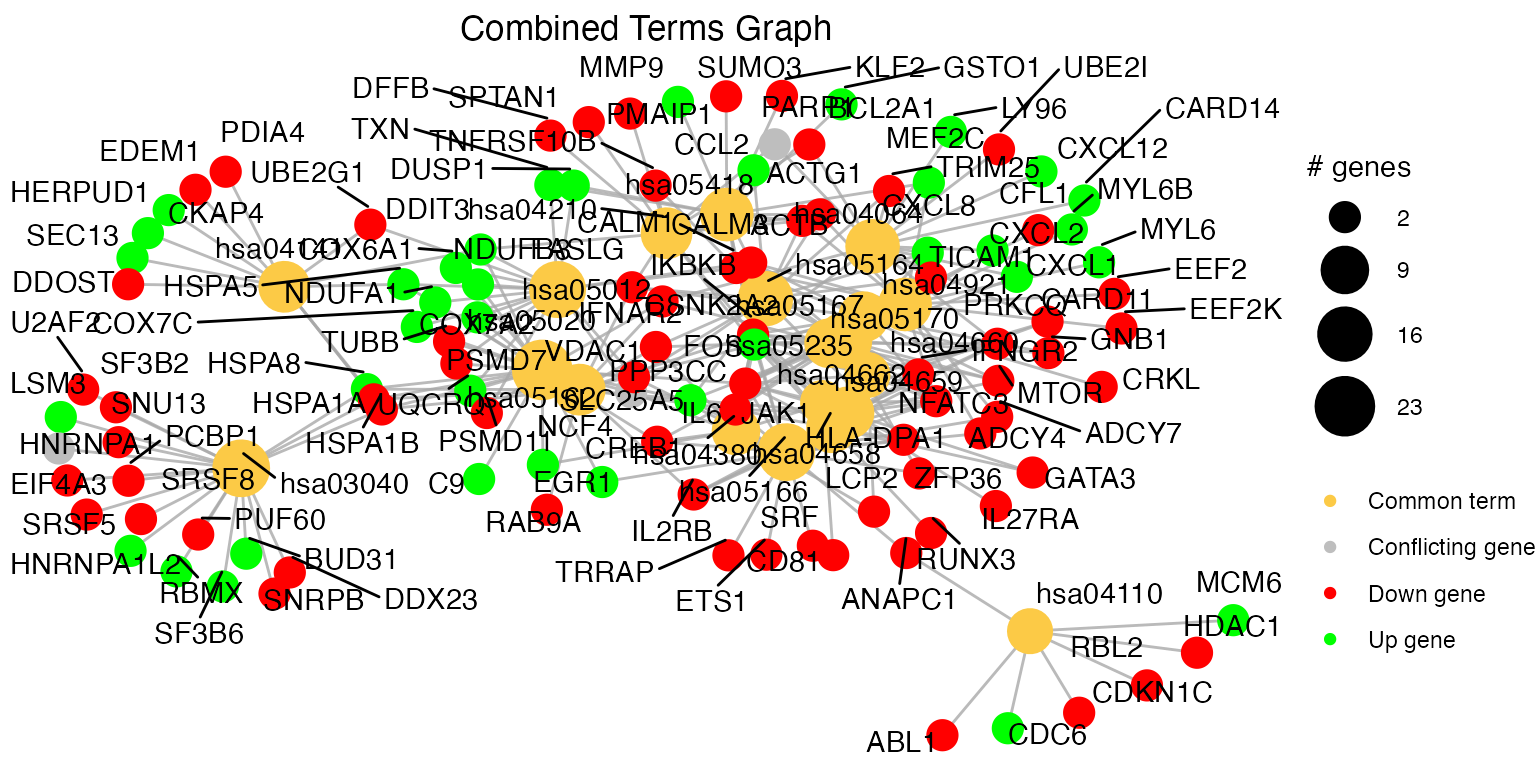 Combined Terms Graph
MMP9
SUMO3
KLF2
GSTO1
UBE2I
DFFB
SPTAN1
PMAIP1
PARP1
BCL2A1
LY96
CARD14
TXN
TNFRSF10B
CCL2
MEF2C
CXCL12
PDIA4
EDEM1
UBE2G1
DUSP1
hsa05418
ACTG1
TRIM25
CFL1
MYL6B
HERPUD1
CKAP4
DDIT3
hsa04210
CALM1
CALM3
ACTB
hsa04064
CXCL8
SEC13
hsa04141
COX6A1
NDUFB3
FASLG
CXCL2
MYL6
IKBKB
hsa05164
TICAM1
CXCL1
EEF2
DDOST
HSPA5
NDUFA1
hsa05012
CSNK2A2
hsa05167
hsa04921
PRKCQ
CARD11
EEF2K
U2AF2
COX7C
COX7A2
hsa05020
IFNAR2
hsa05170
GNB1
TUBB
VDAC1
FOS
hsa05235
hsa04660
IFNGR2
SF3B2
HSPA8
PSMD7
PPP3CC
hsa04662
hsa04659
MTOR
CRKL
LSM3
SNU13
HSPA1A
UQCRQ
hsa05162
SLC25A5
IL6
JAK1
NFATC3
HNRNPA1
PCBP1
HSPA1B
PSMD11
NCF4
CREB1
HLA-DPA1
ADCY4
ADCY7
hsa04380
hsa04658
EIF4A3
SRSF8
hsa03040
C9
EGR1
hsa05166
LCP2
ZFP36
GATA3
SRSF5
PUF60
RAB9A
IL2RB
SRF
IL27RA
HNRNPA1L2
BUD31
TRRAP
CD81
RUNX3
RBMX
SNRPB
DDX23
ETS1
ANAPC1
SF3B6
hsa04110
MCM6
HDAC1
RBL2
CDKN1C
CDC6
ABL1
# genes
2
9
16
23
Common term
Conflicting gene
Down gene
Up gene